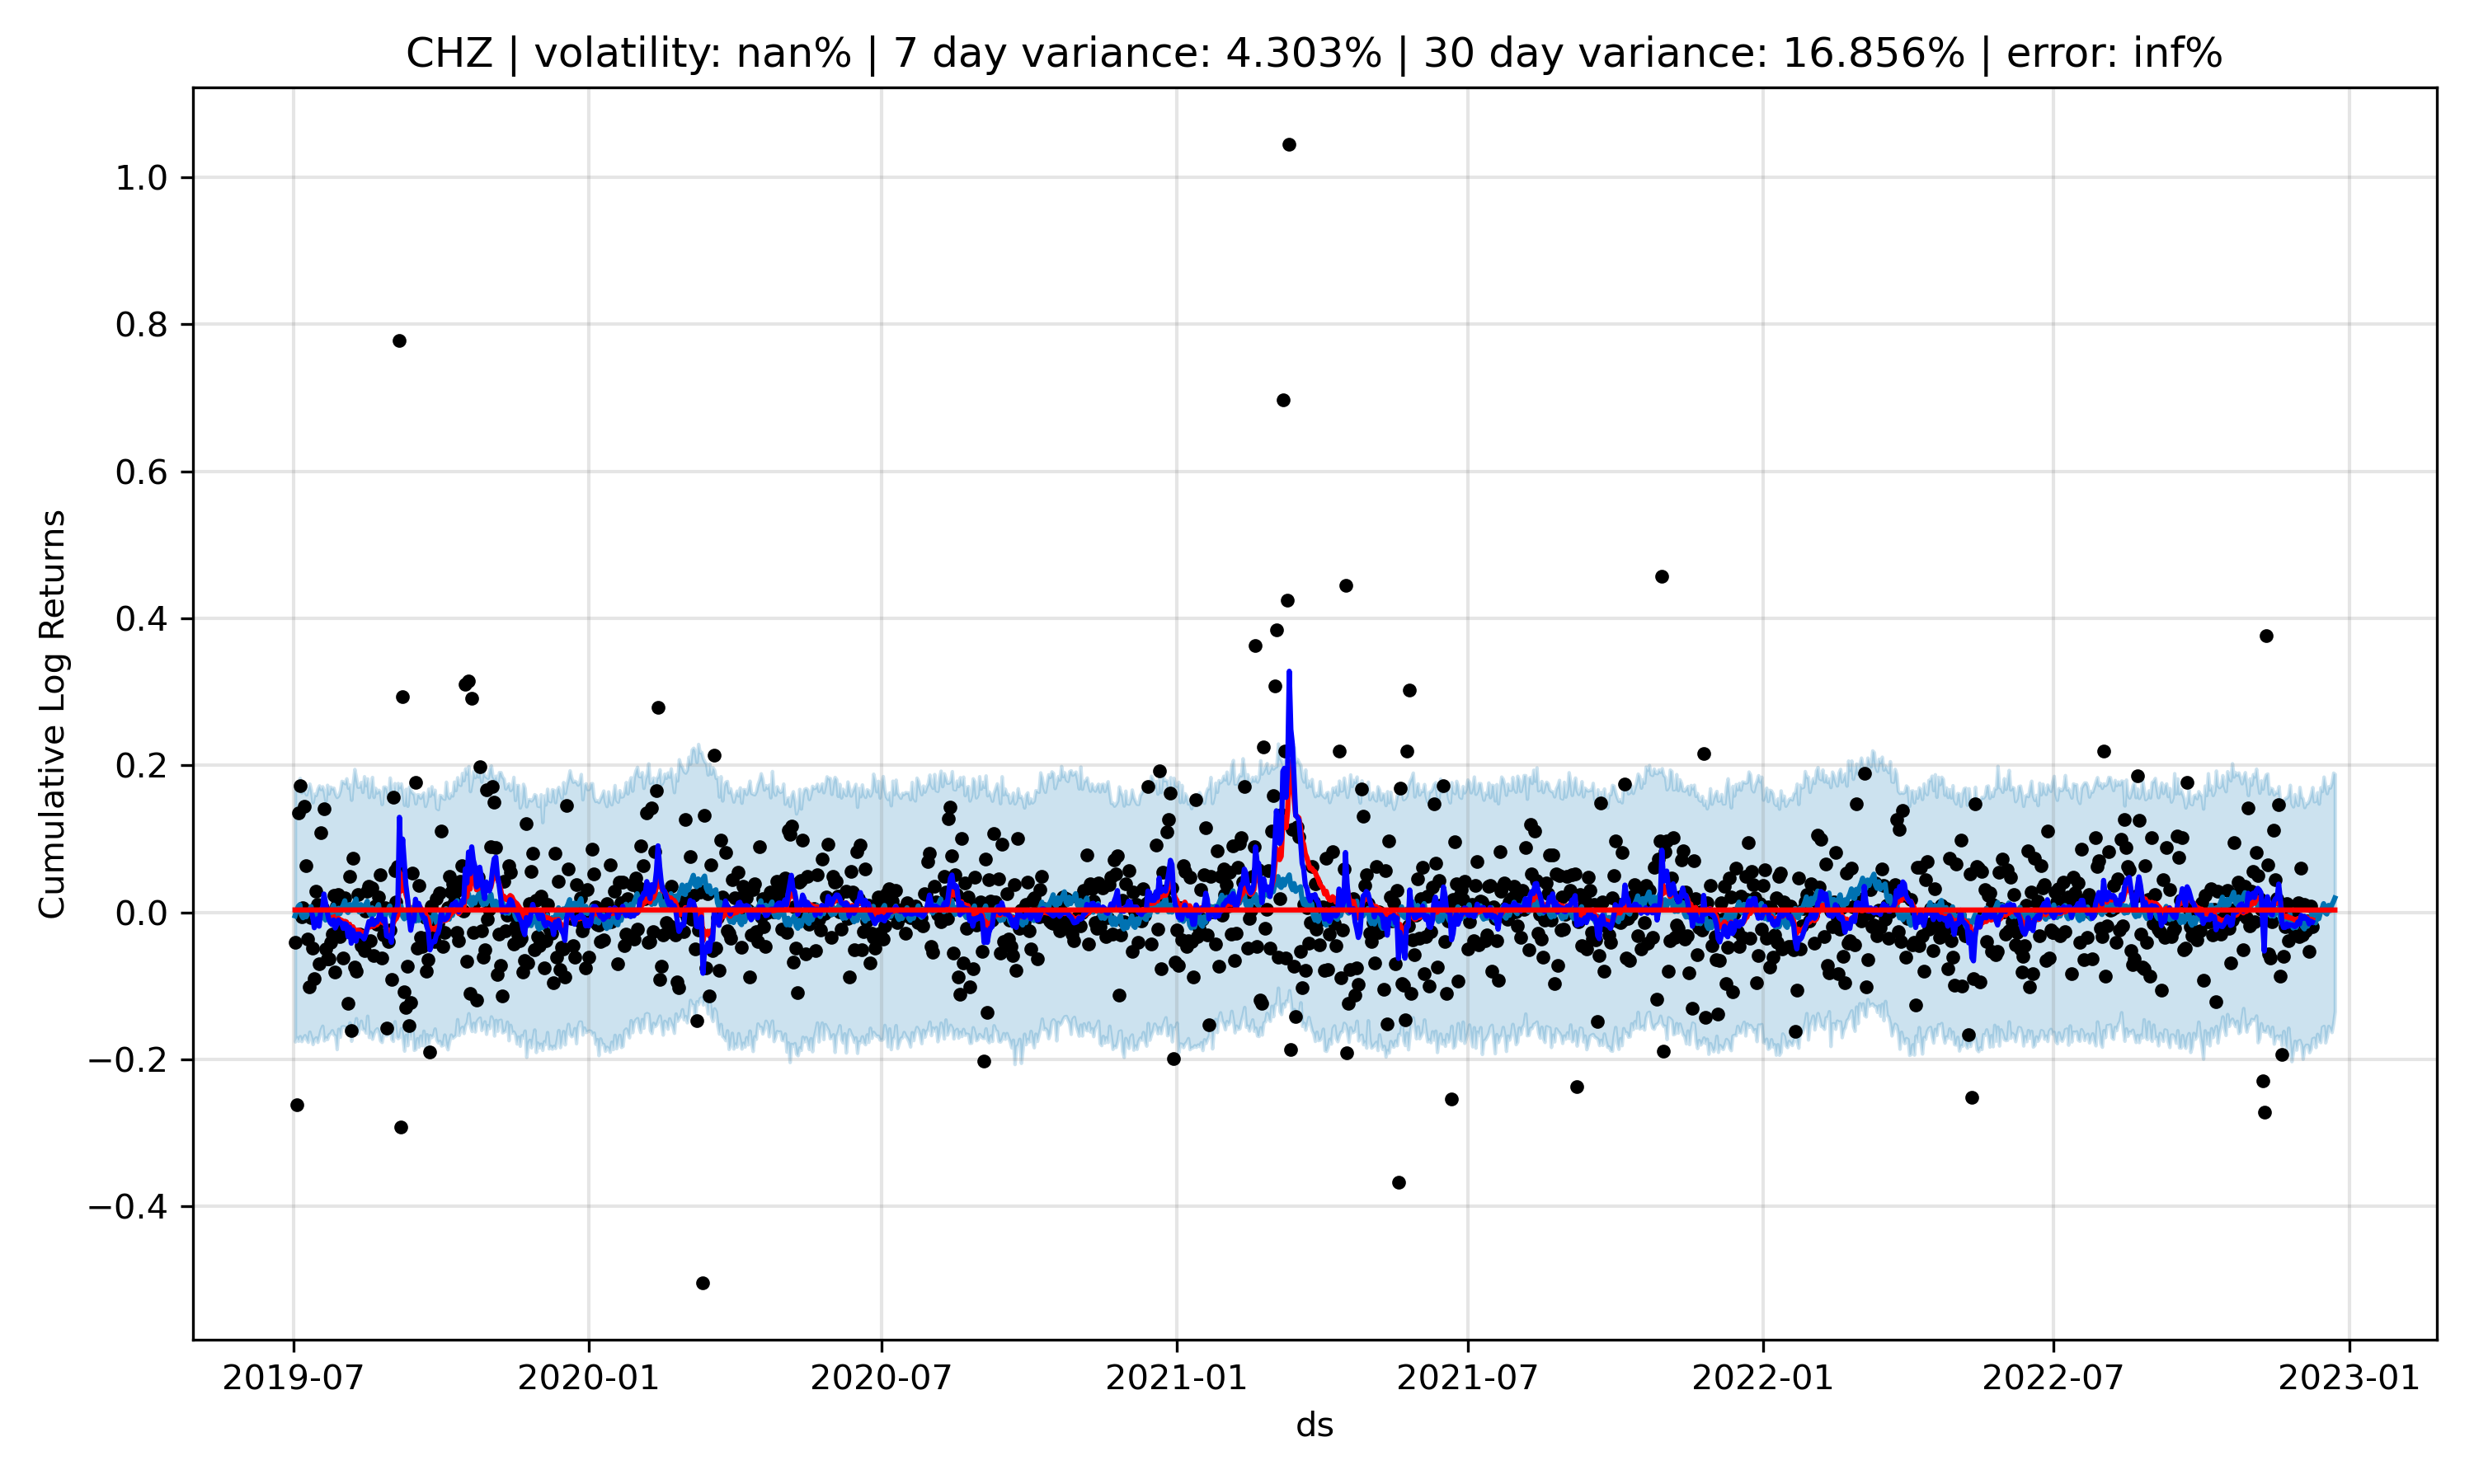 CHZ | volatility: nan% | 7 day variance: 4.303% | 30 day variance: 16.856% | error: inf%
Cumulative Log Returns
1.0
0.8
0.6
0.4
0.2
0.0
−0.2
−0.4
2019-07 2020-01 2020-07 2021-01 2021-07 2022-01 2022-07 2023-01
ds